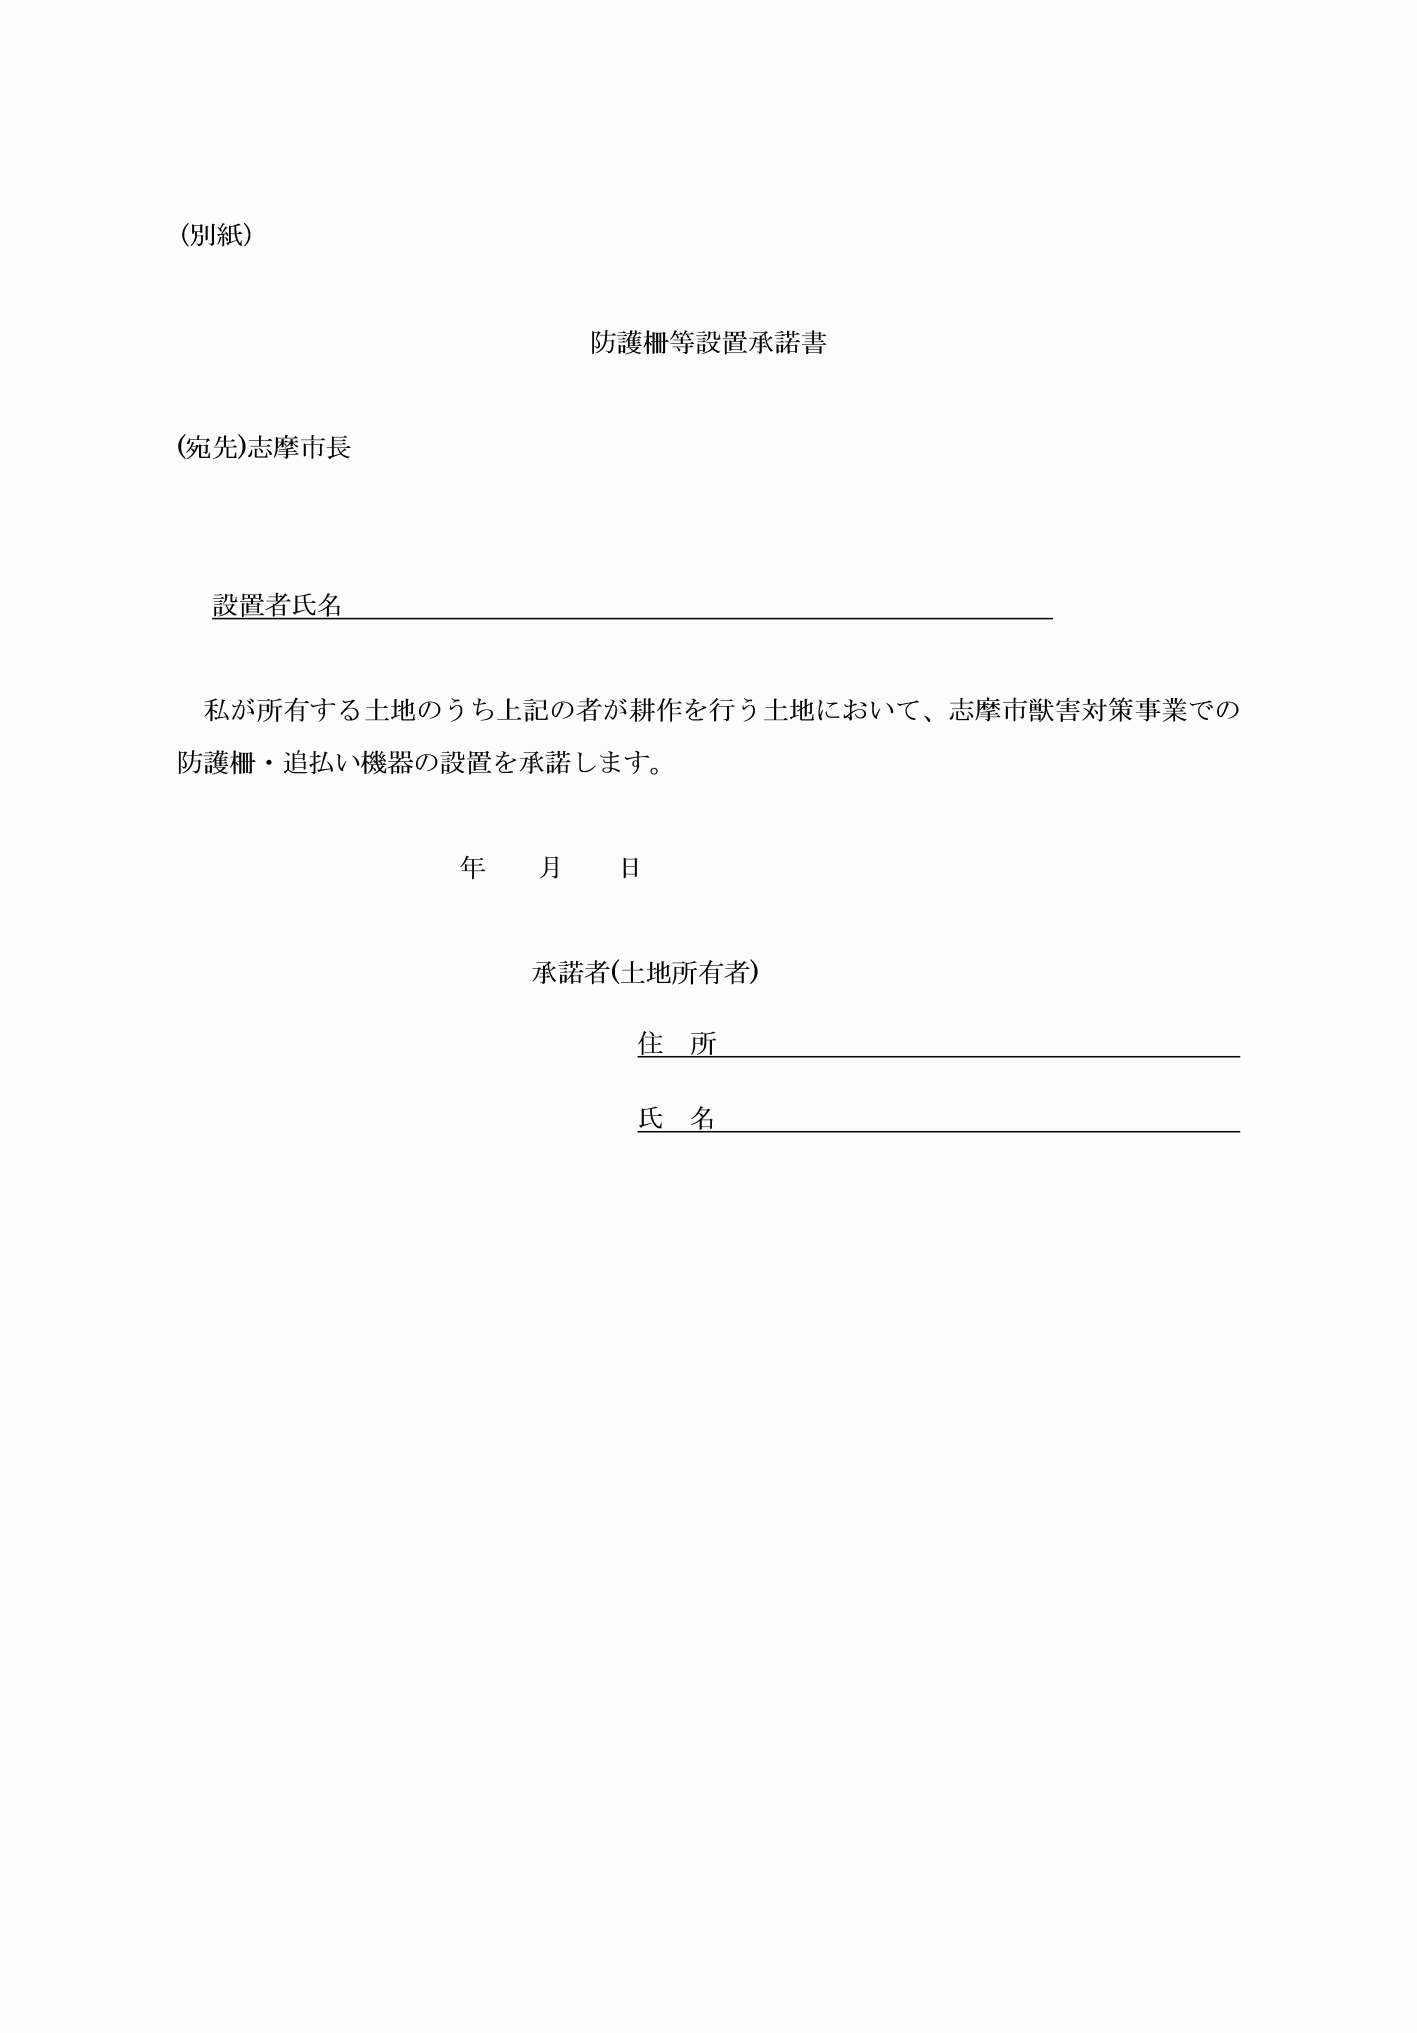 (別紙)
防護柵等設置承諾書
(宛先)志摩市長
設置者氏名
私が所有する土地のうち上記の者が耕作を行う土地において、志摩市獣害対策事業での
防護柵・追払い機器の設置を承諾します。
年　　月　　日
承諾者(土地所有者)
住　所
氏　名